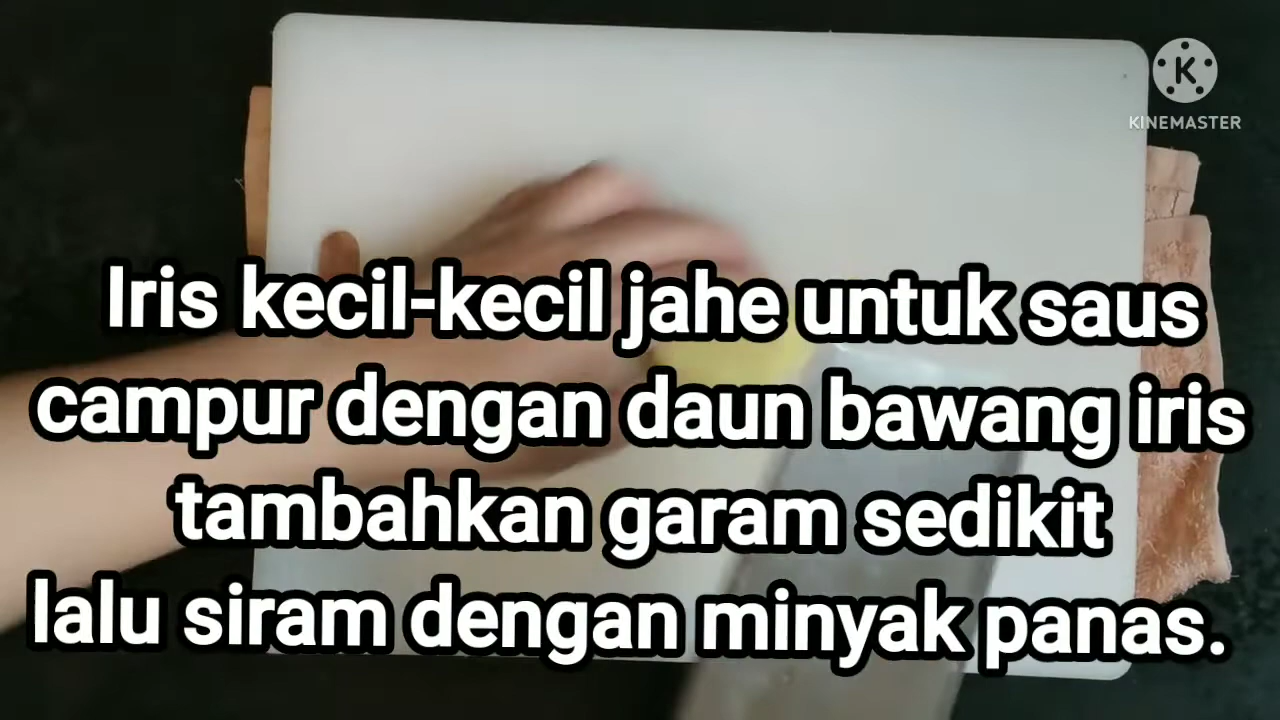 K
KINEMASTER
Iris kecil-kecil jahe untuk saus
campur dengan daun bawang iris
tambahkan garam sedikit
lalu siram dengan minyak panas.